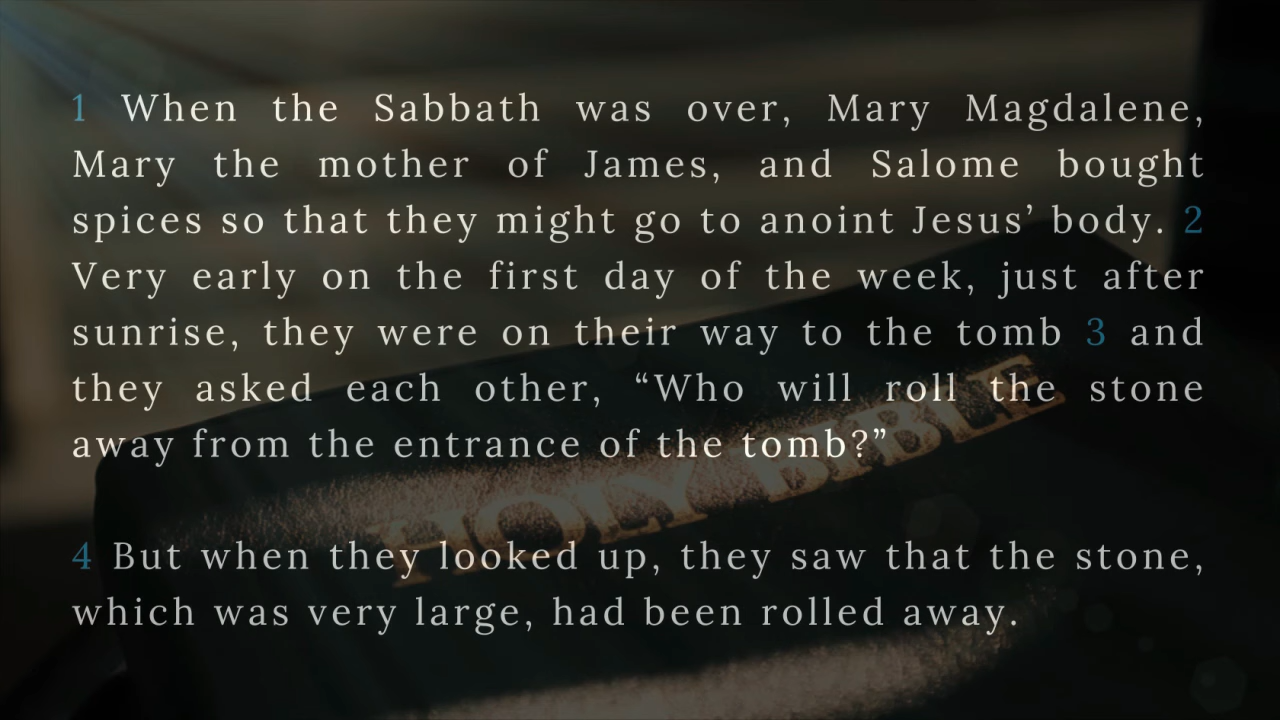 1 When the Sabbath was over, Mary Magdalene,
Mary the mother of James, and Salome bought
spices so that they might go to anoint Jesus’ body. 2
Very early on the first day of the week, just after
sunrise, they were on their way to the tomb 3 and
they asked each other, “Who will roll the stone
away from the entrance of the tomb?”
4 But when they looked up, they saw that the stone,
which was very large, had been rolled away.
HOLY BIBLE